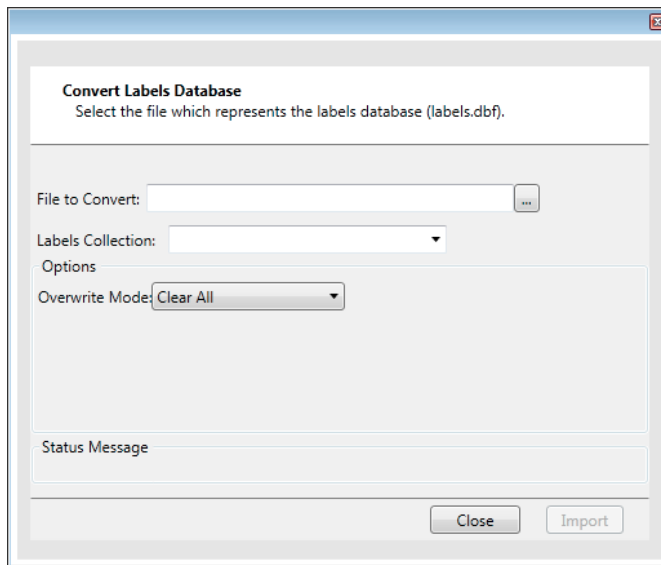 Convert Labels Database
Select the file which represents the labels database (labels.dbf).
File to Convert:
...
Labels Collection:
Options
Overwrite Mode: Clear All
Status Message
Close Import